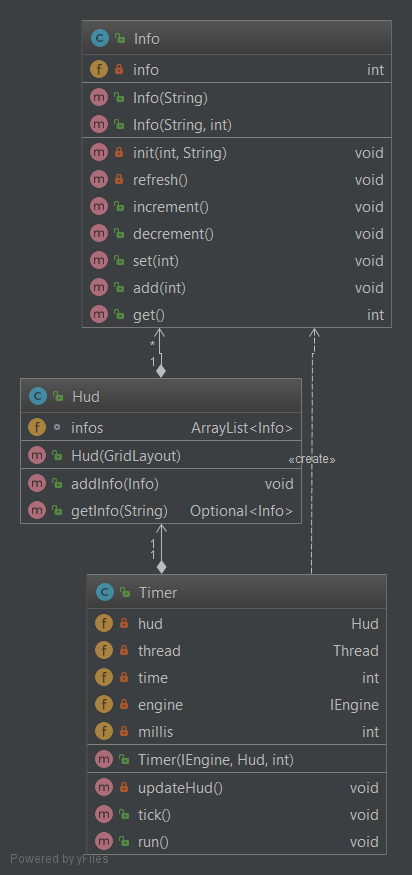 Info
info int
Info(String)
Info(String, int)
init(int, String) void
refresh() void
increment() void
decrement() void
set(int) void
add(int) void
get() int
*
1
Hud
infos ArrayList<Info>
Hud(GridLayout)
«create»
addInfo(Info) void
getInfo(String) Optional<Info>
1
1
Timer
hud Hud
thread Thread
time int
engine IEngine
millis int
Timer(IEngine, Hud, int)
updateHud() void
tick() void
run() void
Powered by yFiles